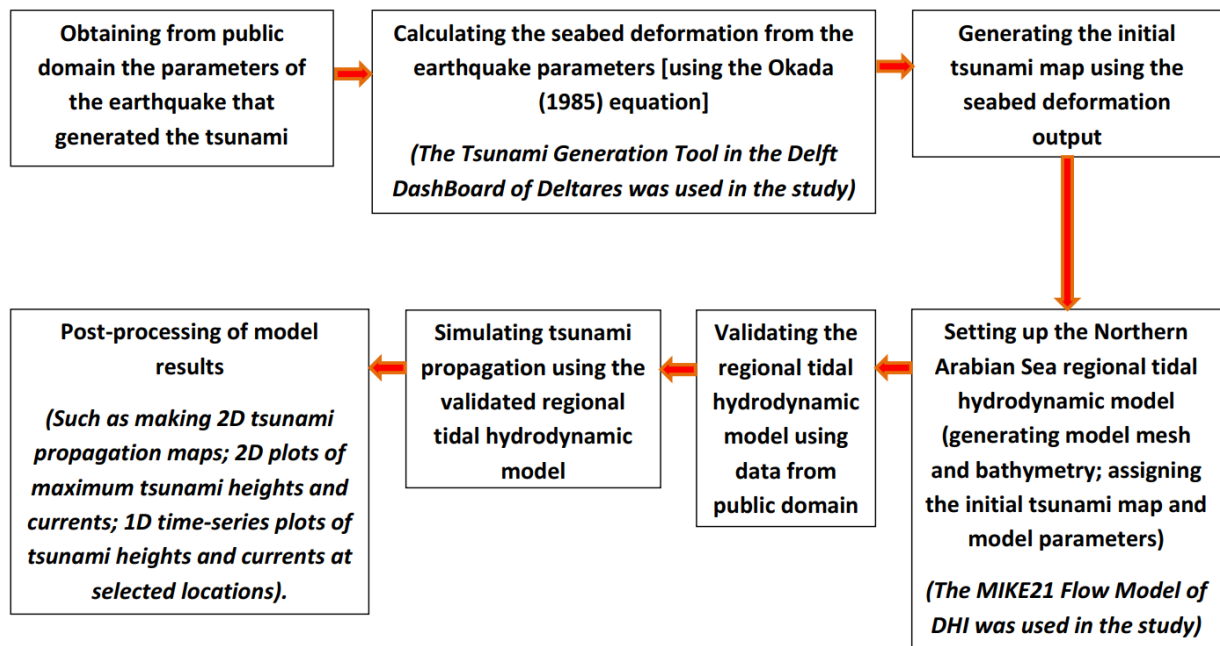 Obtaining from public
domain the parameters of
the earthquake that
generated the tsunami
Calculating the seabed deformation from the
earthquake parameters [using the Okada
(1985) equation]
(The Tsunami Generation Tool in the Delft
DashBoard of Deltares was used in the study)
Generating the initial
tsunami map using the
seabed deformation
output
Setting up the Northern
Arabian Sea regional tidal
hydrodynamic model
(generating model mesh
and bathymetry; assigning
the initial tsunami map and
model parameters)
(The MIKE21 Flow Model of
DHI was used in the study)
Validating the
regional tidal
hydrodynamic
model using
data from
public domain
Simulating tsunami
propagation using the
validated regional
tidal hydrodynamic
model
Post-processing of model
results
(Such as making 2D tsunami
propagation maps; 2D plots of
maximum tsunami heights and
currents; 1D time-series plots of
tsunami heights and currents at
selected locations).